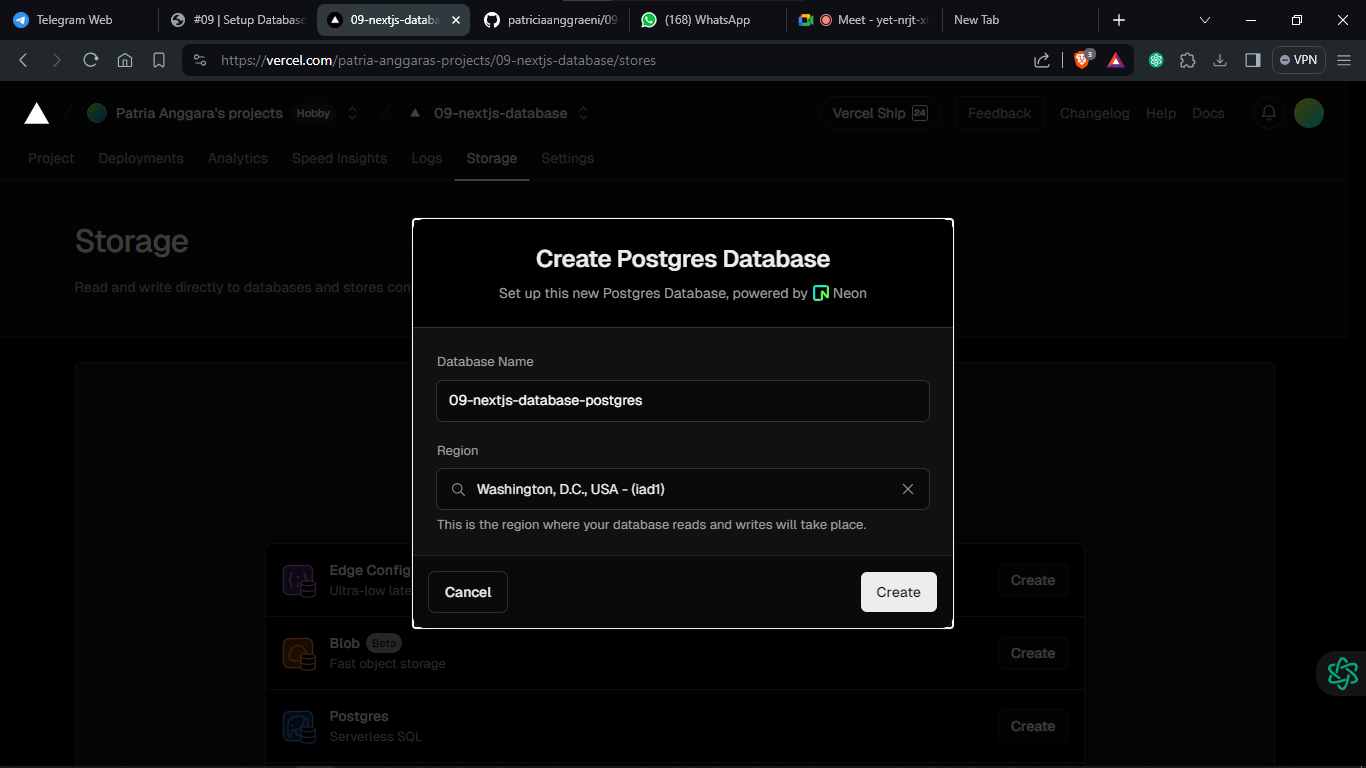 Telegram Web
#09 | Setup Database
09-nextjs-databa
patriciaanggraeni/09-
(168) WhatsApp
Meet - yet-nrjt-x
New Tab
https://vercel.com/patria-anggaras-projects/09-nextjs-database/stores
3
VPN
Patria Anggara's projects
Hobby
09-nextjs-database
Vercel Ship 24
Feedback
Changelog
Help
Docs
Project
Deployments
Analytics
Speed Insights
Logs
Storage
Settings
Storage
Read and write directly to databases and stores con
Create Postgres Database
Set up this new Postgres Database, powered by Neon
Database Name
09-nextjs-database-postgres
Region
Washington, D.C., USA - (iad1)
This is the region where your database reads and writes will take place.
Cancel
Create
Edge Config
Ultra-low late
Create
Blob Beta
Fast object storage
Create
Postgres
Serverless SQL
Create